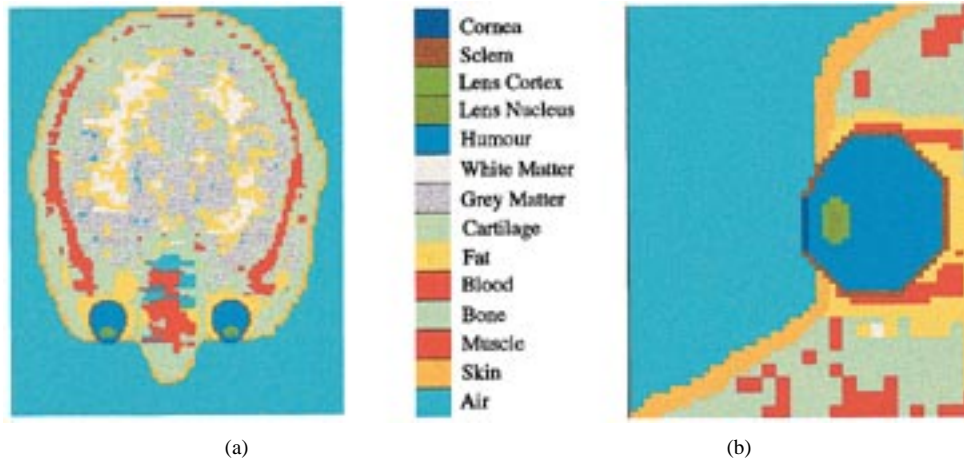 Cornea
Sclera
Lens Cortex
Lens Nucleus
Humour
White Matter
Grey Matter
Cartilage
Fat
Blood
Bone
Muscle
Skin
Air
(a)
(b)